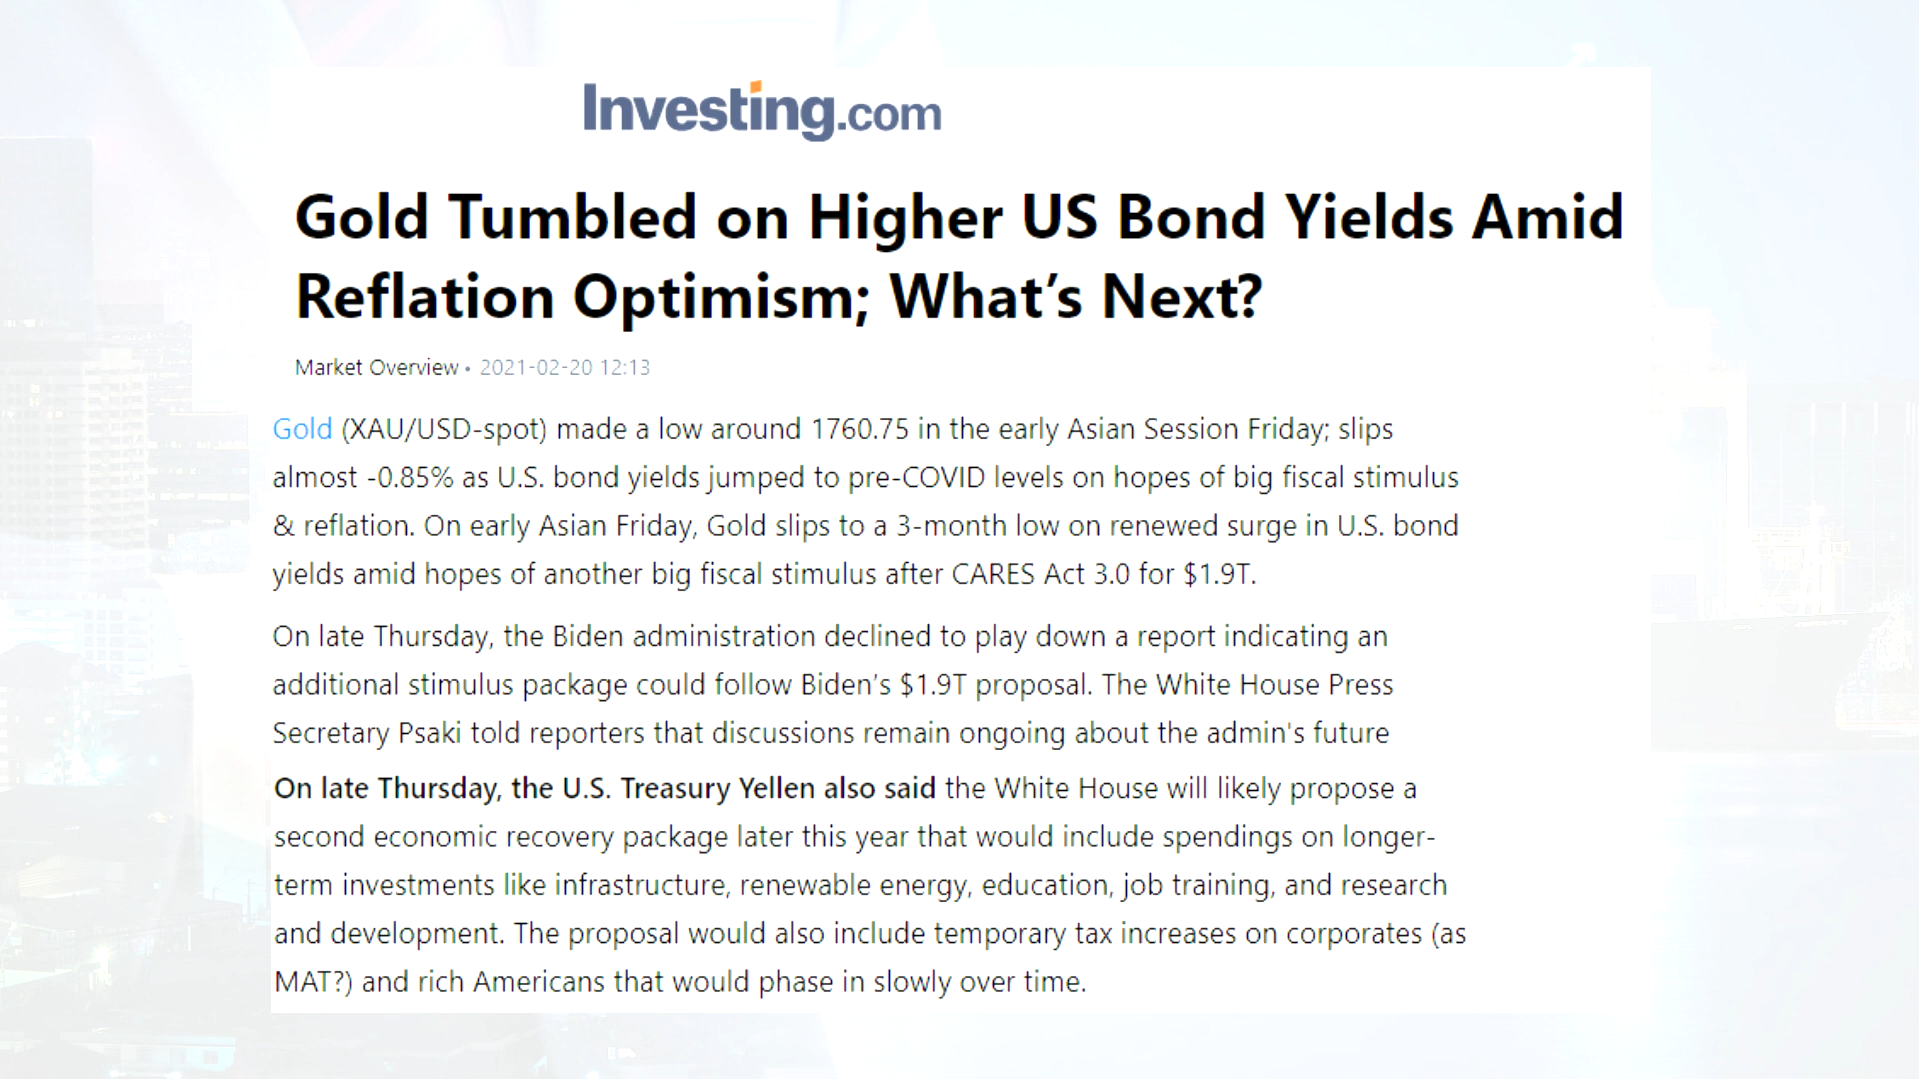 Investing.com
Gold Tumbled on Higher US Bond Yields Amid
Reflation Optimism; What’s Next?
Market Overview • 2021-02-20 12:13
Gold (XAU/USD-spot) made a low around 1760.75 in the early Asian Session Friday; slips
almost -0.85% as U.S. bond yields jumped to pre-COVID levels on hopes of big fiscal stimulus
& reflation. On early Asian Friday, Gold slips to a 3-month low on renewed surge in U.S. bond
yields amid hopes of another big fiscal stimulus after CARES Act 3.0 for $1.9T.
On late Thursday, the Biden administration declined to play down a report indicating an
additional stimulus package could follow Biden’s $1.9T proposal. The White House Press
Secretary Psaki told reporters that discussions remain ongoing about the admin's future
On late Thursday, the U.S. Treasury Yellen also said the White House will likely propose a
second economic recovery package later this year that would include spendings on longer-
term investments like infrastructure, renewable energy, education, job training, and research
and development. The proposal would also include temporary tax increases on corporates (as
MAT?) and rich Americans that would phase in slowly over time.